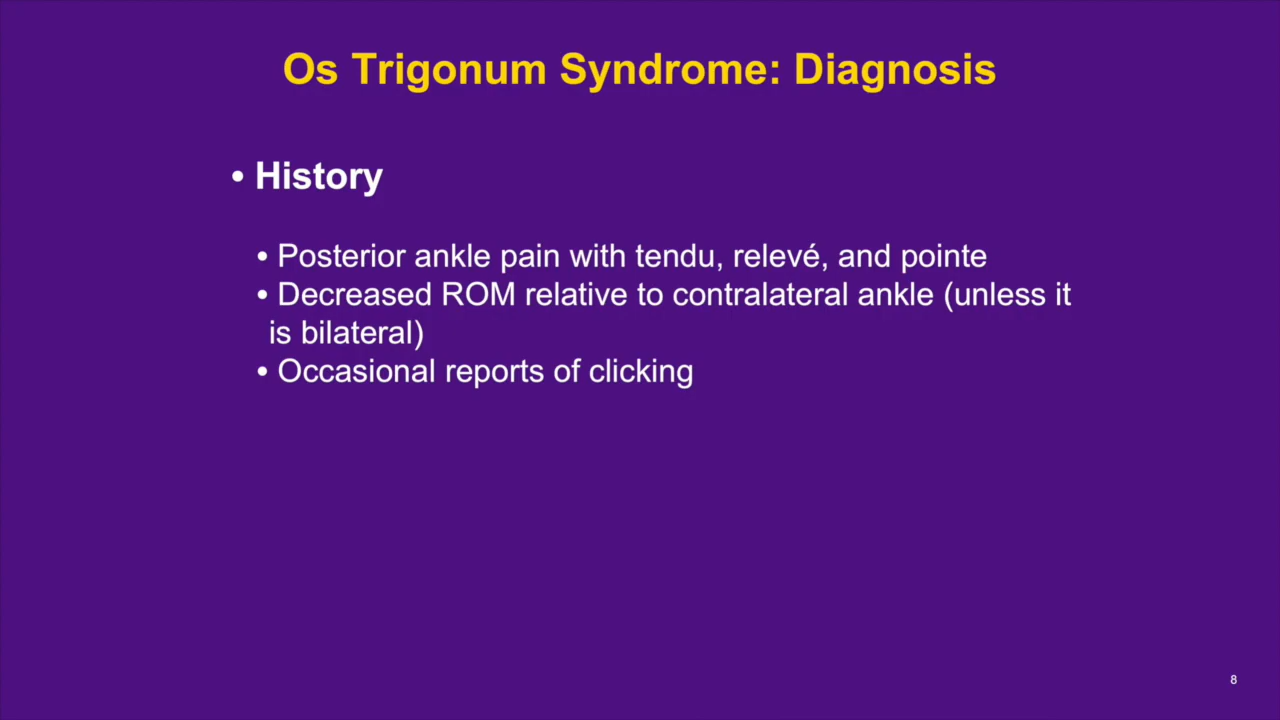 Os Trigonum Syndrome: Diagnosis
• History
• Posterior ankle pain with tendu, relevé, and pointe
• Decreased ROM relative to contralateral ankle (unless it
is bilateral)
• Occasional reports of clicking
8